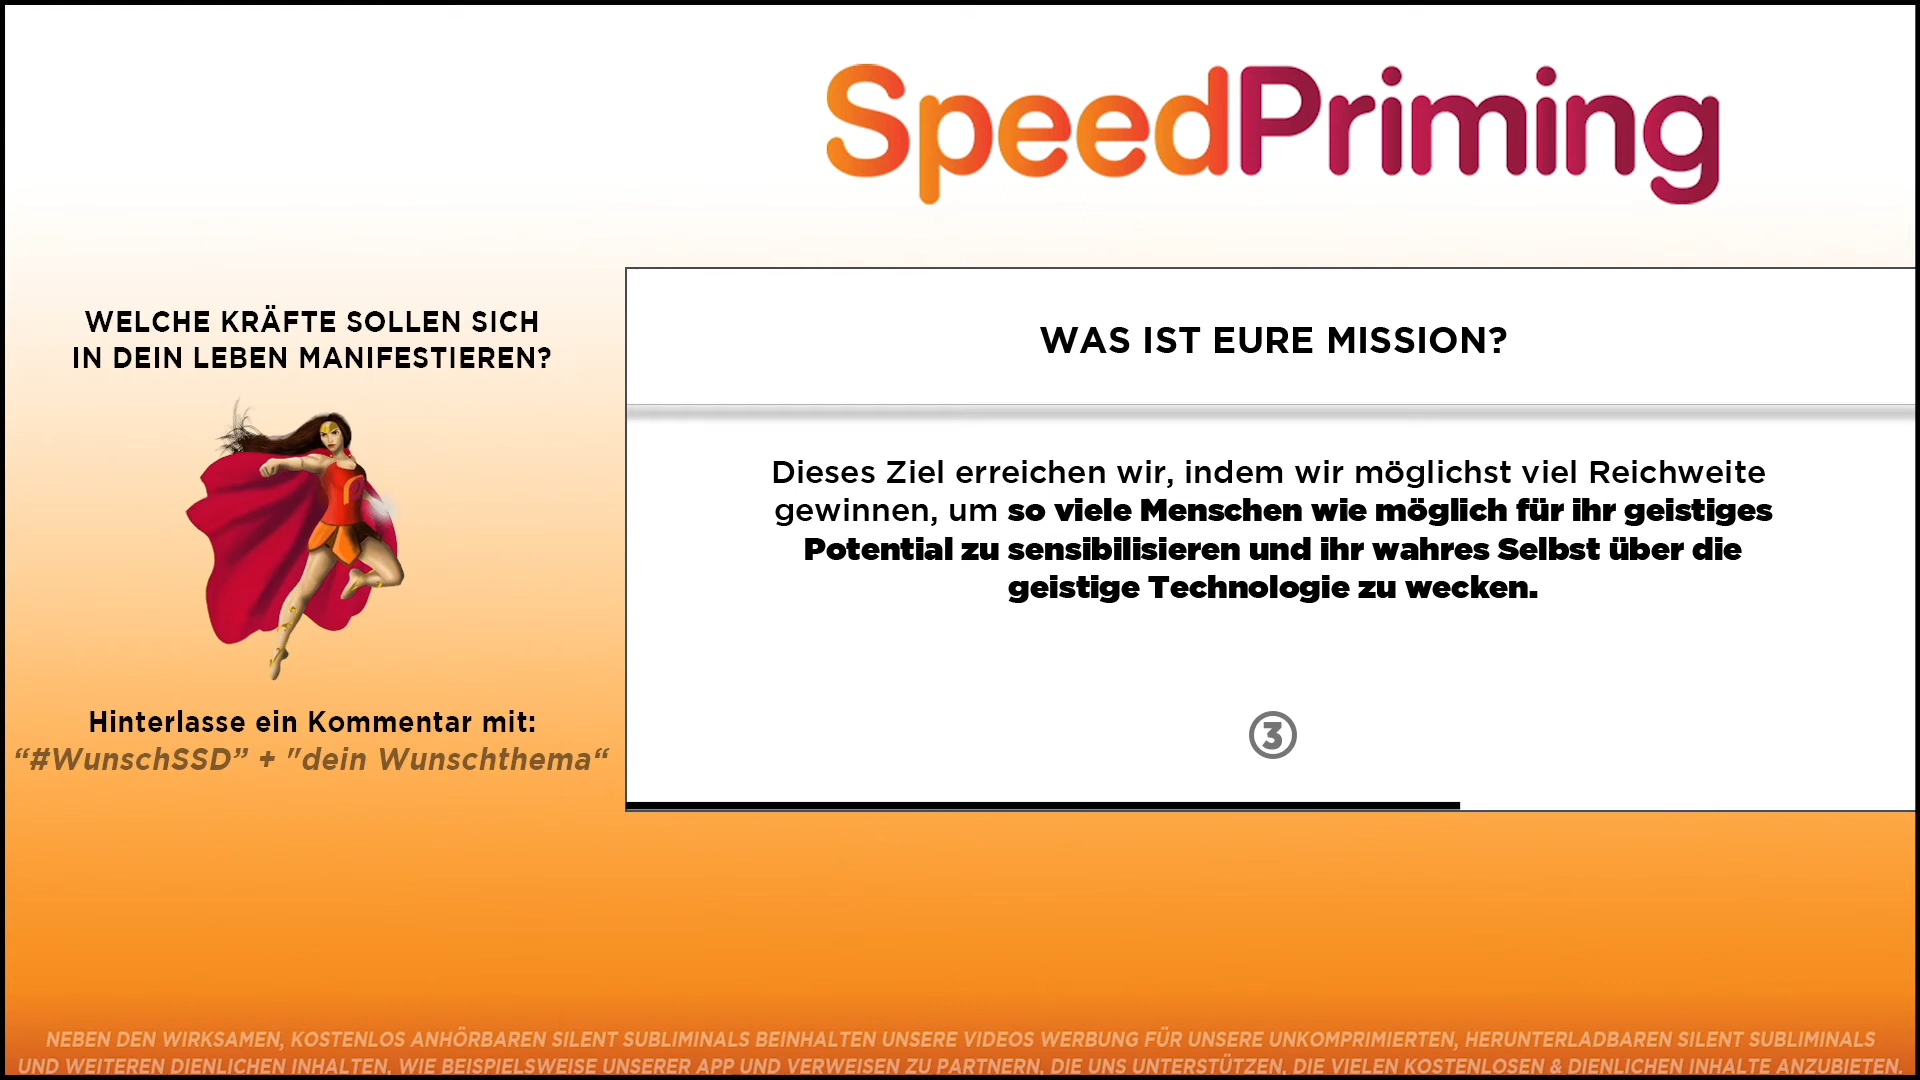 SpeedPriming
WELCHE KRÄFTE SOLLEN SICH
IN DEIN LEBEN MANIFESTIEREN?
Hinterlasse ein Kommentar mit:
“#WunschSSD” + "dein Wunschthema“
WAS IST EURE MISSION?
Dieses Ziel erreichen wir, indem wir möglichst viel Reichweite
gewinnen, um so viele Menschen wie möglich für ihr geistiges
Potential zu sensibilisieren und ihr wahres Selbst über die
geistige Technologie zu wecken.
3
NEBEN DEN WIRKSAMEN, KOSTENLOS ANHÖRBAREN SILENT SUBLIMINALS BEINHALTEN UNSERE VIDEOS WERBUNG FÜR UNSERE UNKOMPRIMIERTEN, HERUNTERLADBAREN SILENT SUBLIMINALS
UND WEITEREN DIENLICHEN INHALTEN, WIE BEISPIELSWEISE UNSERER APP UND VERWEISEN ZU PARTNERN, DIE UNS UNTERSTÜTZEN, DIE VIELEN KOSTENLOSEN & DIENLICHEN INHALTE ANZUBIETEN.